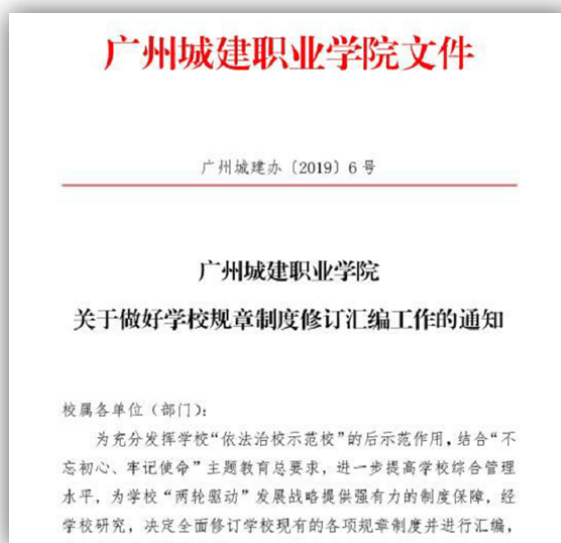 广州城建职业学院文件
广州城建办〔2019〕6号
广州城建职业学院
关于做好学校规章制度修订汇编工作的通知
校属各单位（部门）：
为充分发挥学校“依法治校示范校”的后示范作用，结合“不
忘初心、牢记使命”主题教育总要求，进一步提高学校综合管理
水平，为学校“两轮驱动”发展战略提供强有力的制度保障，经
学校研究，决定全面修订学校现有的各项规章制度并进行汇编，